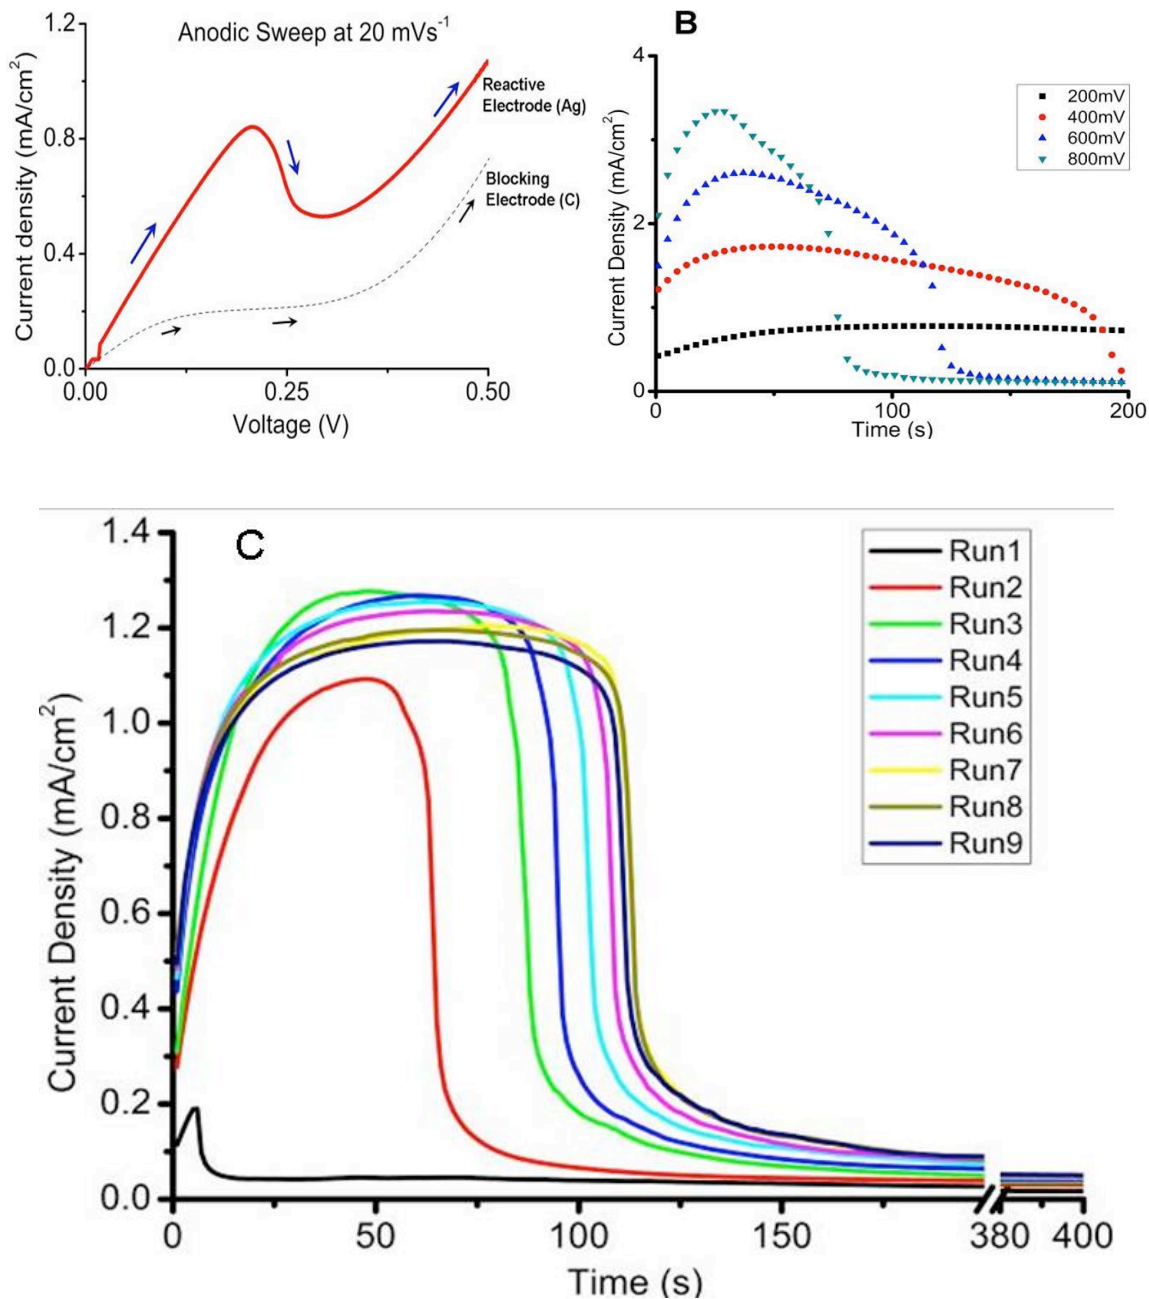 Anodic Sweep at 20 mVs⁻¹
Current density (mA/cm²)
1.2
0.8
0.4
0.0
0.00
0.25
0.50
Voltage (V)
Reactive
Electrode (Ag)
Blocking
Electrode (C)
B
Current Density (mA/cm²)
4
2
0
0
100
200
Time (s)
200mV
400mV
600mV
800mV
C
Current Density (mA/cm²)
1.4
1.2
1.0
0.8
0.6
0.4
0.2
0.0
0
50
100
150
380
400
Time (s)
Run1
Run2
Run3
Run4
Run5
Run6
Run7
Run8
Run9